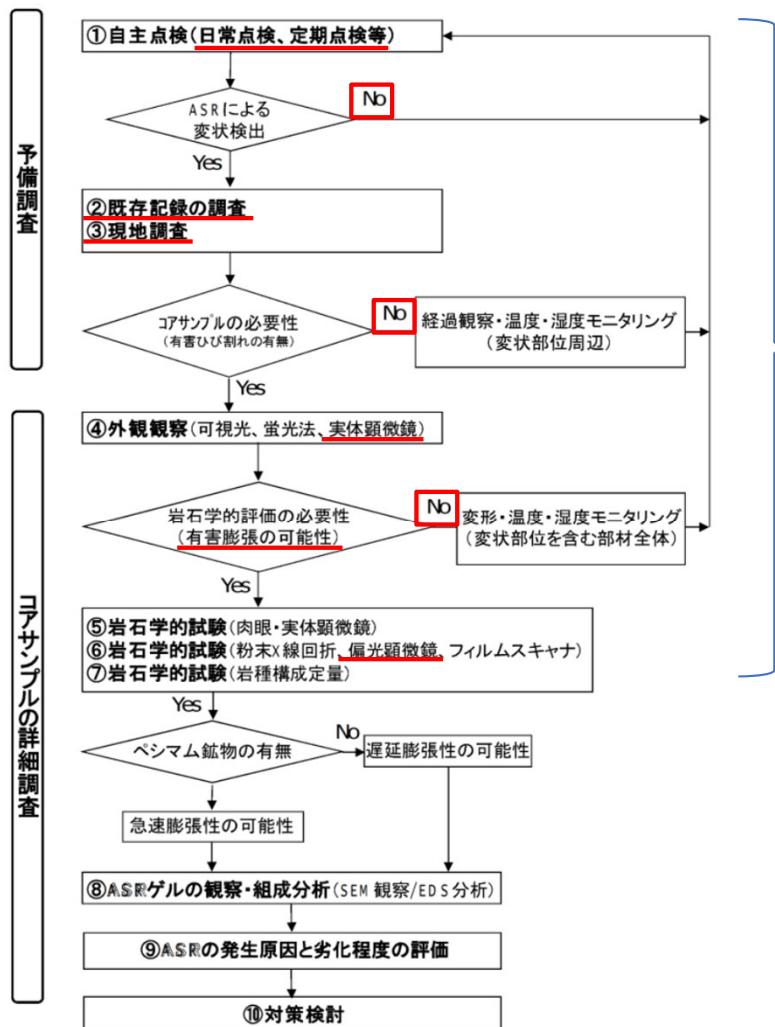 予備調査
①自主点検(日常点検、定期点検等)
ASRによる
変状検出
No
Yes
②既存記録の調査
③現地調査
コアサンプルの必要性
(有害ひび割れの有無)
No
経過観察・温度・湿度モニタリング
(変状部位周辺)
Yes
コアサンプルの詳細調査
④外観観察(可視光、蛍光法、実体顕微鏡)
岩石学的評価の必要性
(有害膨張の可能性)
No
変形・温度・湿度モニタリング
(変状部位を含む部材全体)
Yes
⑤岩石学的試験(肉眼・実体顕微鏡)
⑥岩石学的試験(粉末X線回折、偏光顕微鏡、フィルムスキャナ)
⑦岩石学的試験(岩種構成定量)
Yes
ペシマム鉱物の有無
No
遅延膨張性の可能性
急速膨張性の可能性
⑧ASRゲルの観察・組成分析(SEM観察/EDS分析)
⑨ASRの発生原因と劣化程度の評価
⑩対策検討